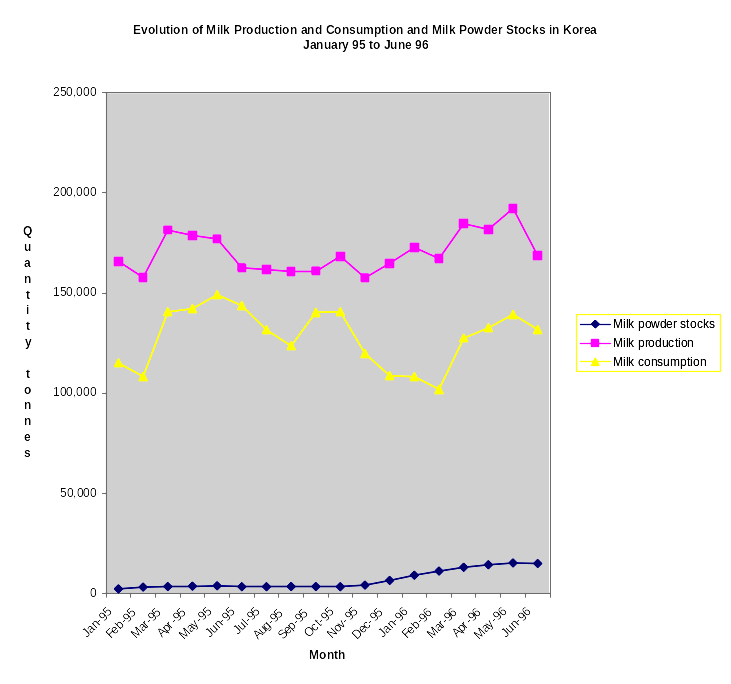 Evolution of Milk Production and Consumption and Milk Powder Stocks in Korea
January 95 to June 96
250,000
200,000
150,000
100,000
50,000
0
Quantity tonnes
Jan-95
Feb-95
Mar-95
Apr-95
May-95
Jun-95
Jul-95
Aug-95
Sep-95
Oct-95
Nov-95
Dec-95
Jan-96
Feb-96
Mar-96
Apr-96
May-96
Jun-96
Month
Milk powder stocks
Milk production
Milk consumption